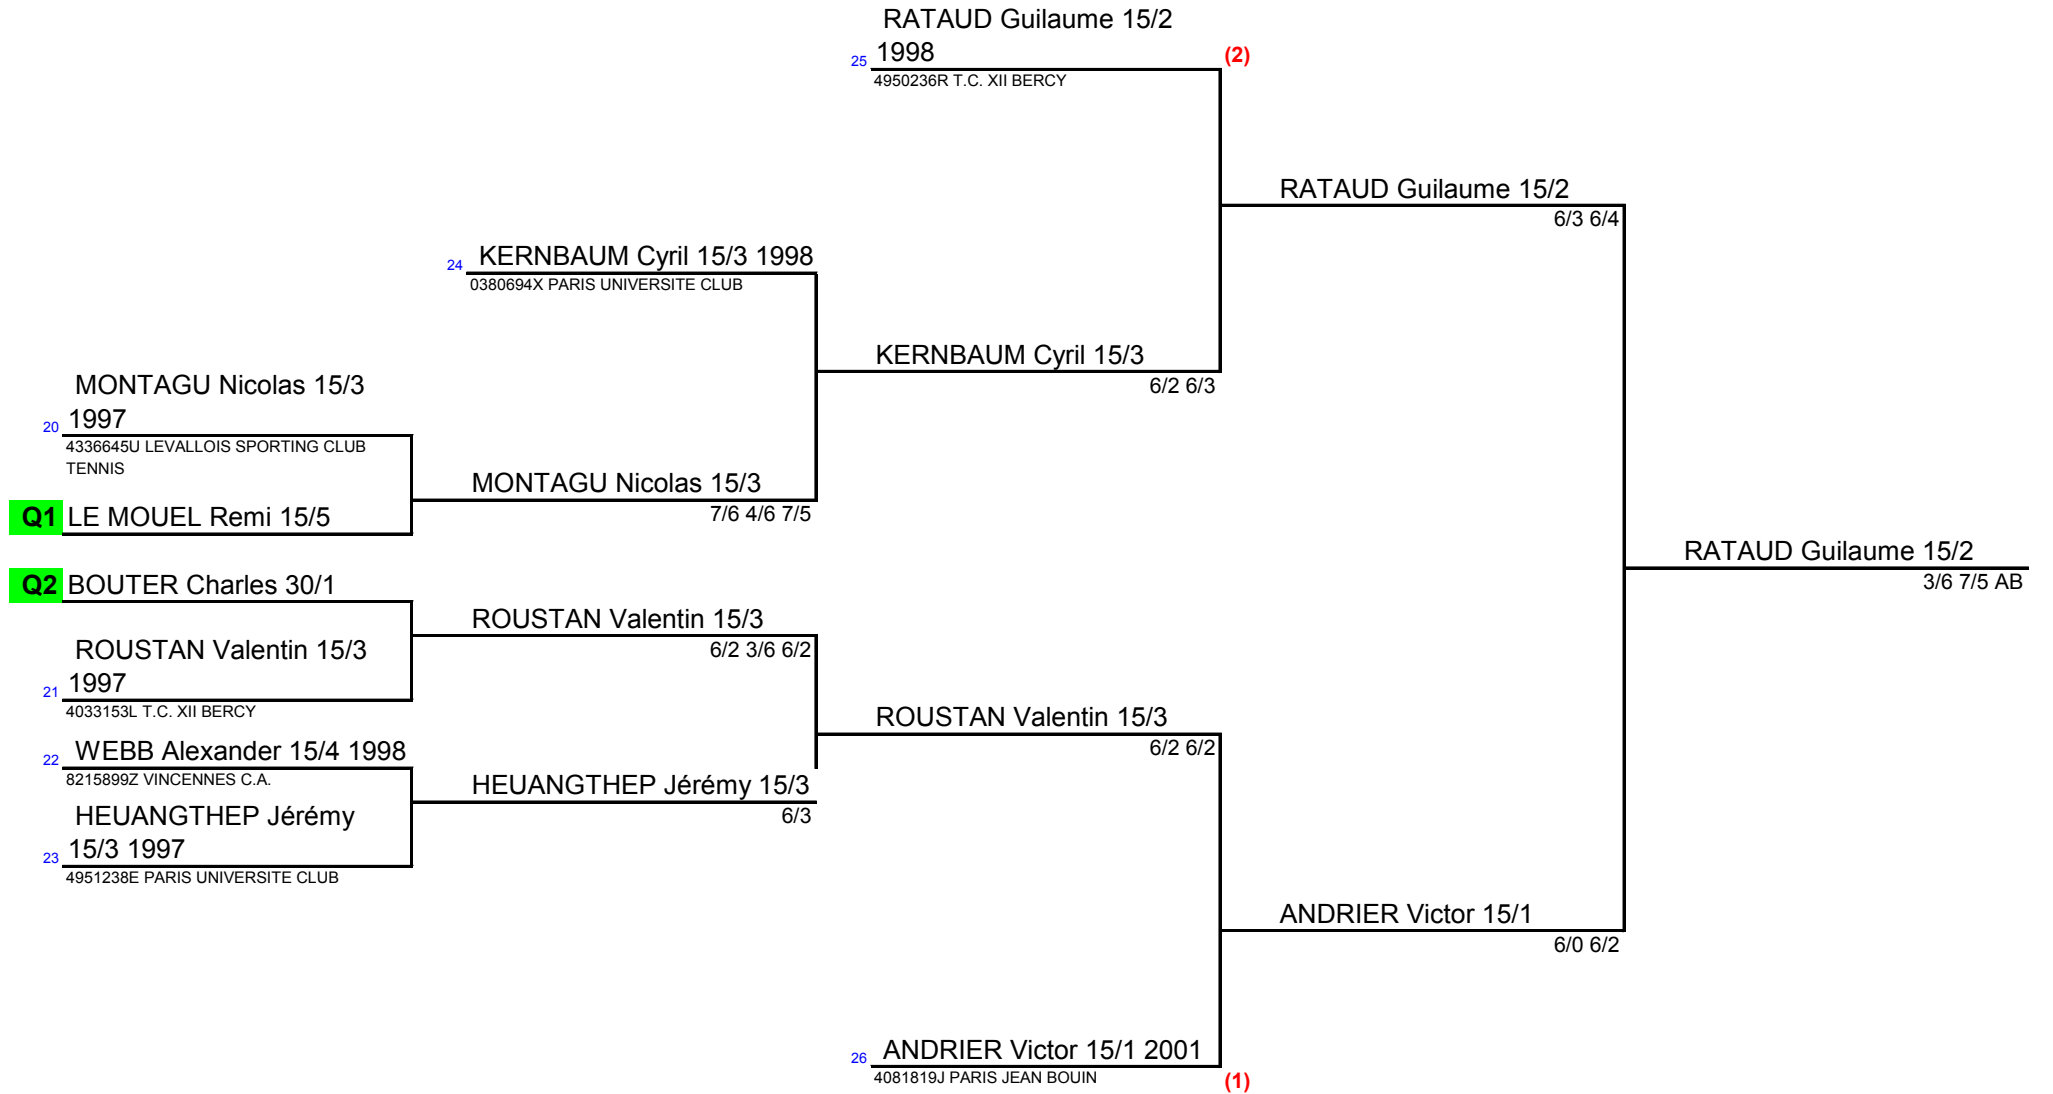 RATAUD Guilaume 15/2
25 1998
(2)
4950236R T.C. XII BERCY
RATAUD Guilaume 15/2
6/3 6/4
24 KERNBAUM Cyril 15/3 1998
0380694X PARIS UNIVERSITE CLUB
KERNBAUM Cyril 15/3
6/2 6/3
MONTAGU Nicolas 15/3
20 1997
4336645U LEVALLOIS SPORTING CLUB
TENNIS
MONTAGU Nicolas 15/3
7/6 4/6 7/5
Q1 LE MOUEL Remi 15/5
RATAUD Guilaume 15/2
3/6 7/5 AB
Q2 BOUTER Charles 30/1
ROUSTAN Valentin 15/3
6/2 3/6 6/2
ROUSTAN Valentin 15/3
21 1997
4033153L T.C. XII BERCY
ROUSTAN Valentin 15/3
6/2 6/2
22 WEBB Alexander 15/4 1998
8215899Z VINCENNES C.A.
HEUANGTHEP Jérémy 15/3
6/3
HEUANGTHEP Jérémy
23 15/3 1997
4951238E PARIS UNIVERSITE CLUB
ANDRIER Victor 15/1
6/0 6/2
26 ANDRIER Victor 15/1 2001
4081819J PARIS JEAN BOUIN
(1)